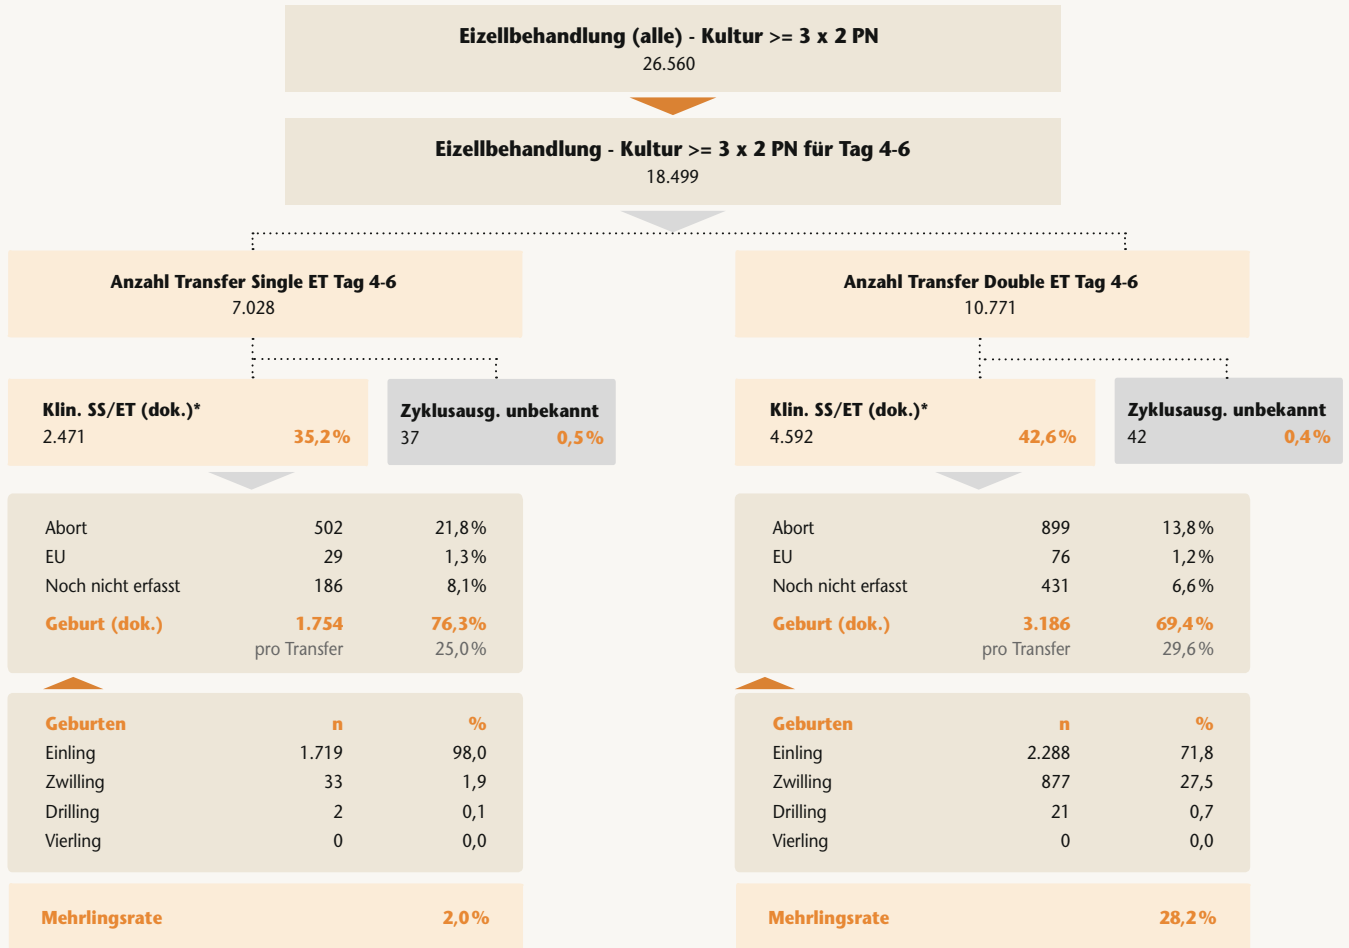 Eizellbehandlung (alle) - Kultur >= 3 x 2 PN
26.560
Eizellbehandlung - Kultur >= 3 x 2 PN für Tag 4-6
18.499
Anzahl Transfer Single ET Tag 4-6
7.028
Klin. SS/ET (dok.)*
2.471 35,2%
Zyklusausg. unbekannt
37 0,5%
Abort 502 21,8%
EU 29 1,3%
Noch nicht erfasst 186 8,1%
Geburt (dok.) 1.754 76,3%
pro Transfer 25,0%
Geburten n %
Einling 1.719 98,0
Zwilling 33 1,9
Drilling 2 0,1
Vierling 0 0,0
Mehrlingsrate 2,0%
Anzahl Transfer Double ET Tag 4-6
10.771
Klin. SS/ET (dok.)*
4.592 42,6%
Zyklusausg. unbekannt
42 0,4%
Abort 899 13,8%
EU 76 1,2%
Noch nicht erfasst 431 6,6%
Geburt (dok.) 3.186 69,4%
pro Transfer 29,6%
Geburten n %
Einling 2.288 71,8
Zwilling 877 27,5
Drilling 21 0,7
Vierling 0 0,0
Mehrlingsrate 28,2%